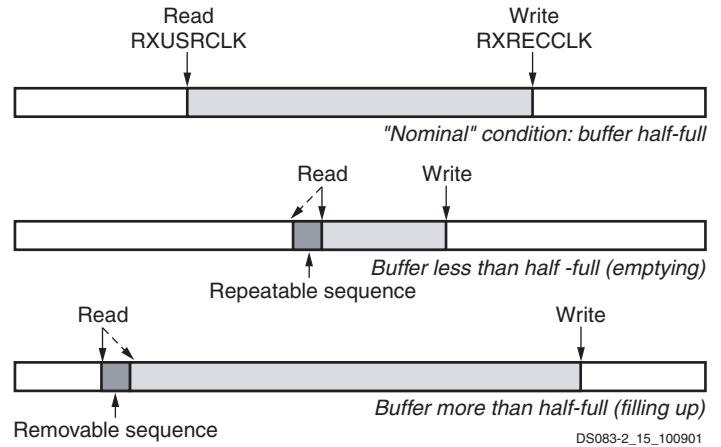 Read Write
RXUSRCLK RXRECCLK
"Nominal" condition: buffer half-full
Read Write
Buffer less than half -full (emptying)
Repeatable sequence
Read Write
Buffer more than half-full (filling up)
Removable sequence
DS083-2_15_100901